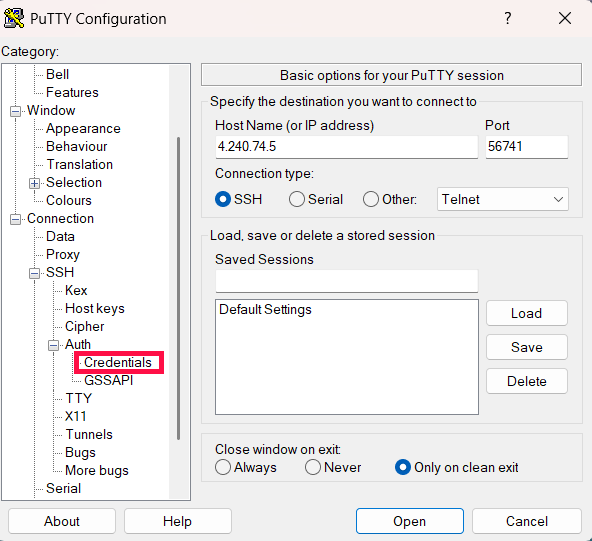 PuTTY Configuration
?
Category:
Bell
Features
Window
Appearance
Behaviour
Translation
Selection
Colours
Connection
Data
Proxy
SSH
Kex
Host keys
Cipher
Auth
Credentials
GSSAPI
TTY
X11
Tunnels
Bugs
More bugs
Serial
Basic options for your PuTTY session
Specify the destination you want to connect to
Host Name (or IP address) Port
4.240.74.5 56741
Connection type:
SSH Serial Other: Telnet
Load, save or delete a stored session
Saved Sessions
Default Settings
Load
Save
Delete
Close window on exit:
Always Never Only on clean exit
About Help Open Cancel